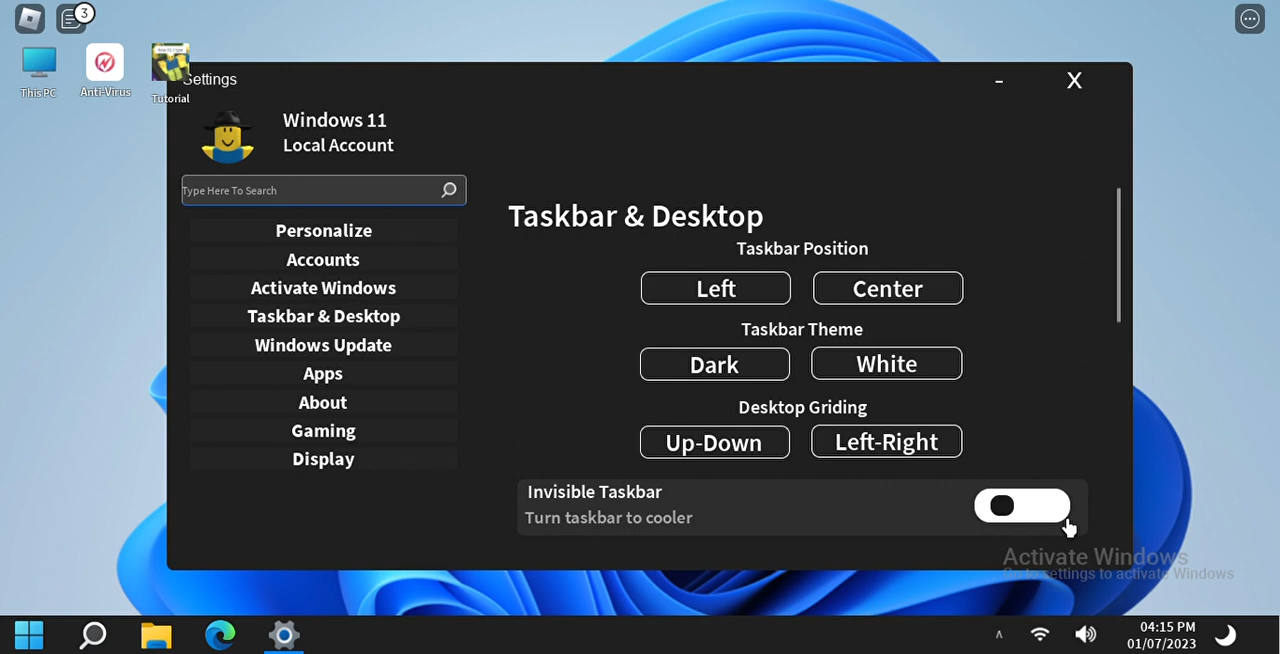 3
This PC
Anti-Virus
Tutorial
Settings
-
X
Windows 11
Local Account
Type Here To Search
Personalize
Accounts
Activate Windows
Taskbar & Desktop
Windows Update
Apps
About
Gaming
Display
Taskbar & Desktop
Taskbar Position
Left Center
Taskbar Theme
Dark White
Desktop Griding
Up-Down Left-Right
Invisible Taskbar
Turn taskbar to cooler
Activate Windows
Go to settings to activate Windows
04:15 PM
01/07/2023